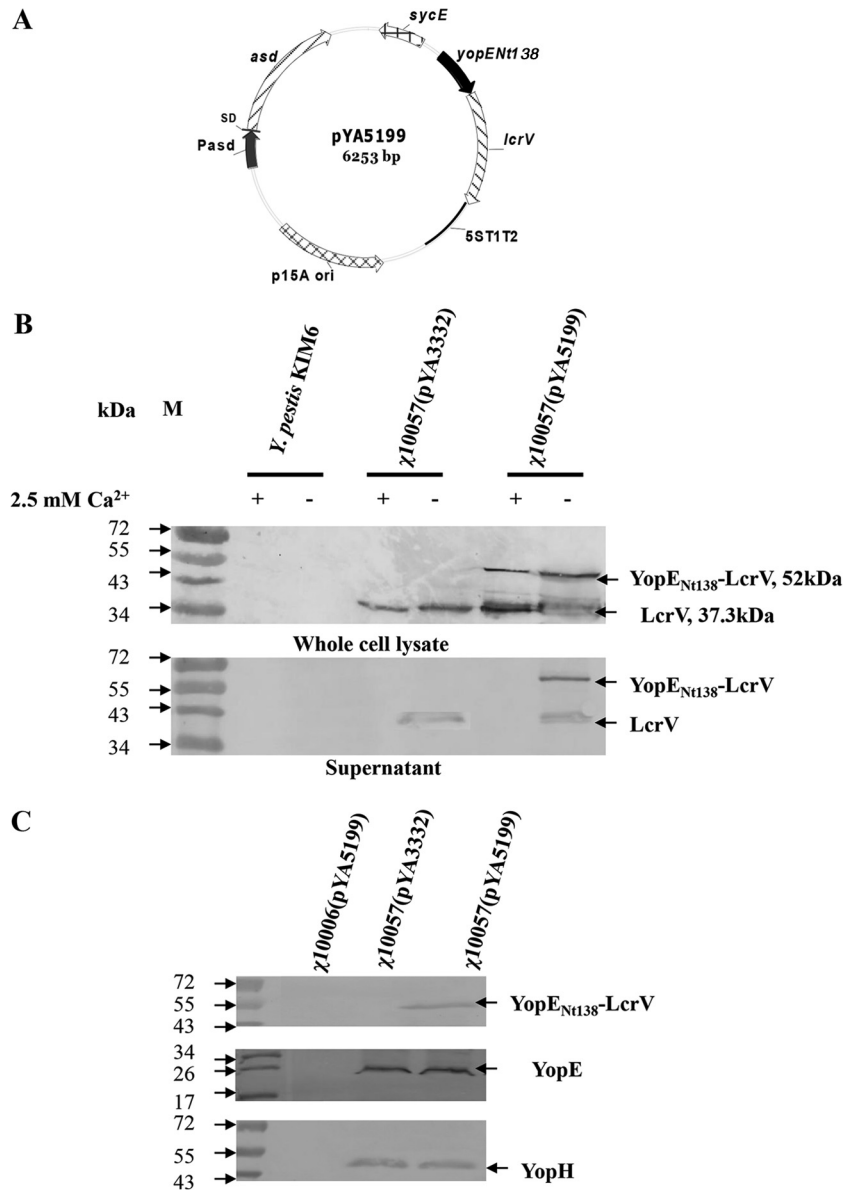 A
sycE
yopENt138
asd
SD
Pasd
pYA5199
6253 bp
lcrV
5ST1T2
p15A ori
B
Y. pestis KIM6
χ10057(pYA3332)
χ10057(pYA5199)
kDa M
2.5 mM Ca²⁺ + - + - + -
72
55
43
34
YopENt138-LcrV, 52kDa
LcrV, 37.3kDa
Whole cell lysate
72
55
43
34
YopENt138-LcrV
LcrV
Supernatant
C
χ10006(pYA5199)
χ10057(pYA3332)
χ10057(pYA5199)
72
55
43
YopENt138-LcrV
34
26
17
YopE
72
55
43
YopH